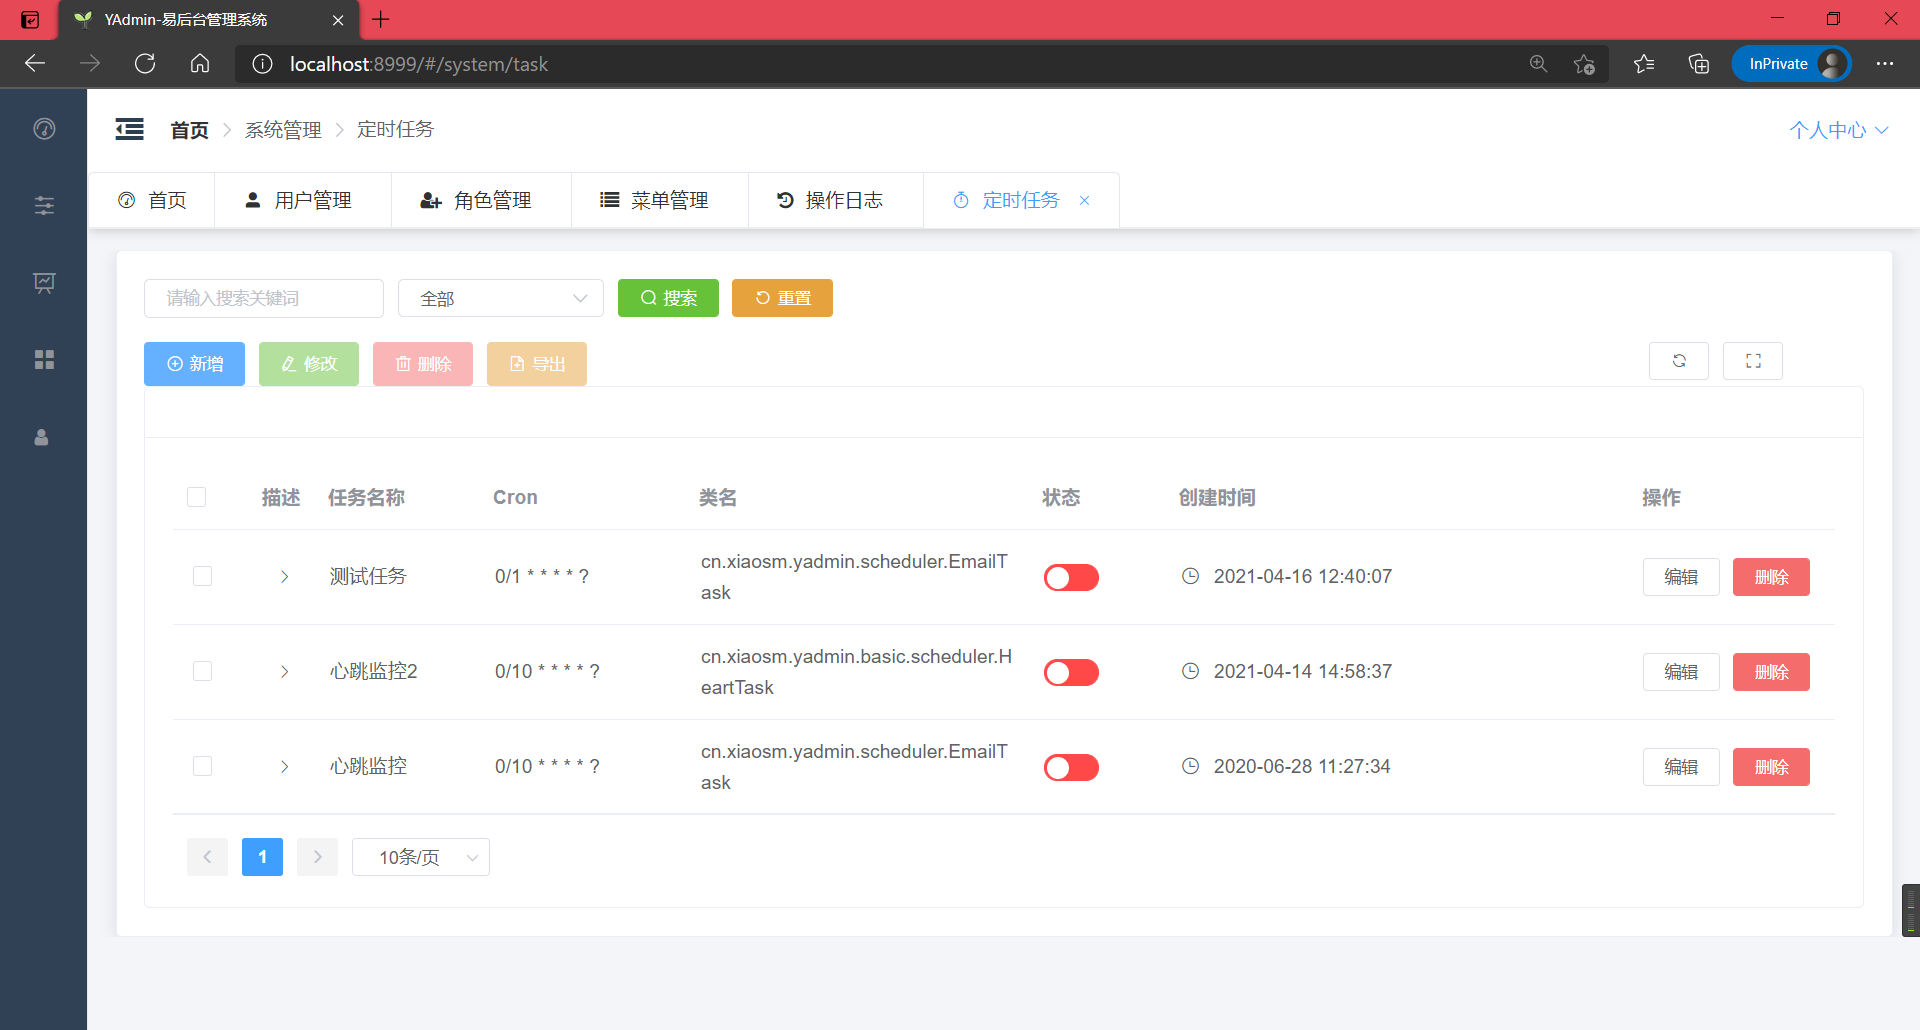 YAdmin-易后台管理系统
localhost:8999/#/system/task
InPrivate
首页 系统管理 定时任务
个人中心
首页 用户管理 角色管理 菜单管理 操作日志 定时任务
请输入搜索关键词 全部 搜索 重置
新增 修改 删除 导出
描述 任务名称 Cron 类名 状态 创建时间 操作
测试任务 0/1 * * * * ? cn.xiaosm.yadmin.scheduler.EmailT 2021-04-16 12:40:07 编辑 删除
ask
心跳监控2 0/10 * * * * ? cn.xiaosm.yadmin.basic.scheduler.H 2021-04-14 14:58:37 编辑 删除
eartTask
心跳监控 0/10 * * * * ? cn.xiaosm.yadmin.scheduler.EmailT 2020-06-28 11:27:34 编辑 删除
ask
1 10条/页